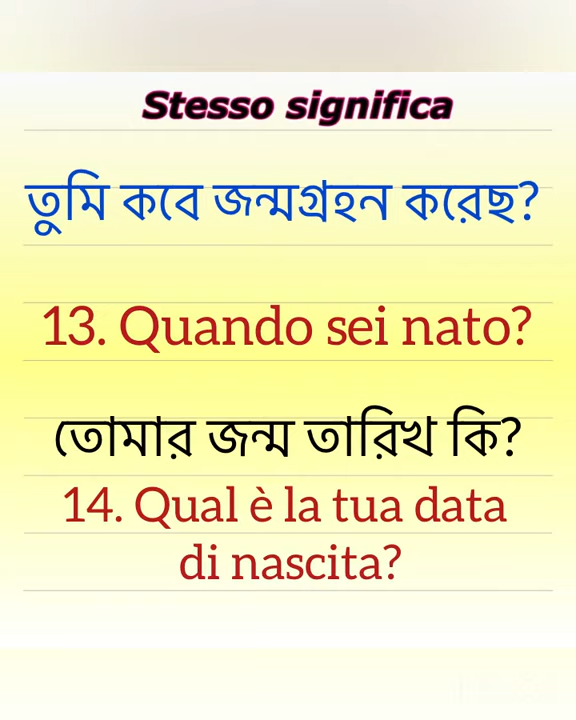 Stesso significa
তুমি কবে জন্মগ্রহন করেছ?
13. Quando sei nato?
তোমার জন্ম তারিখ কি?
14. Qual è la tua data
di nascita?